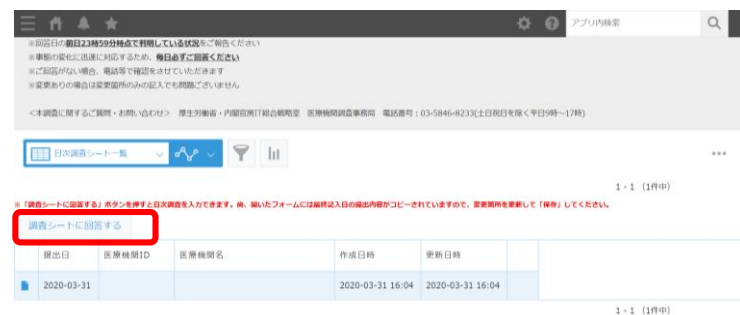 アプリ内検索
※回答日の前日23時59分時点で判明している状況をご報告ください
※事態の変化に迅速に対応するため、毎日必ずご回答ください
※ご回答がない場合、電話等で確認をさせていただきます
※変更ありの場合は変更箇所のみの記入でも問題ございません
<本調査に関するご質問・お問い合わせ> 厚生労働省・内閣官房IT総合戦略室 医療機関調査事務局 電話番号:03-5846-8233(土日祝日を除く平日9時～17時)
日次調査シート一覧
1 - 1 (1件中)
※「調査シートに回答する」ボタンを押すと日次調査を入力できます。尚、開いたフォームには最終記入日の提出内容がコピーされていますので、変更箇所を更新して「保存」してください。
調査シートに回答する
提出日 医療機関ID 医療機関名 作成日時 更新日時
2020-03-31 2020-03-31 16:04 2020-03-31 16:04
1 - 1 (1件中)